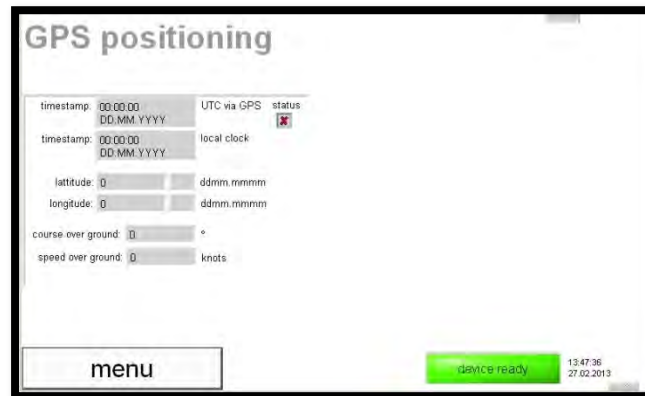 GPS positioning
timestamp: 00:00:00 UTC via GPS status
DD.MM.YYYY
timestamp: 00:00:00 local clock
DD.MM.YYYY
lattitude: 0 ddmm.mmmm
longitude: 0 ddmm.mmmm
course over ground: 0 °
speed over ground: 0 knots
menu
device ready
13:47:36
27.02.2013